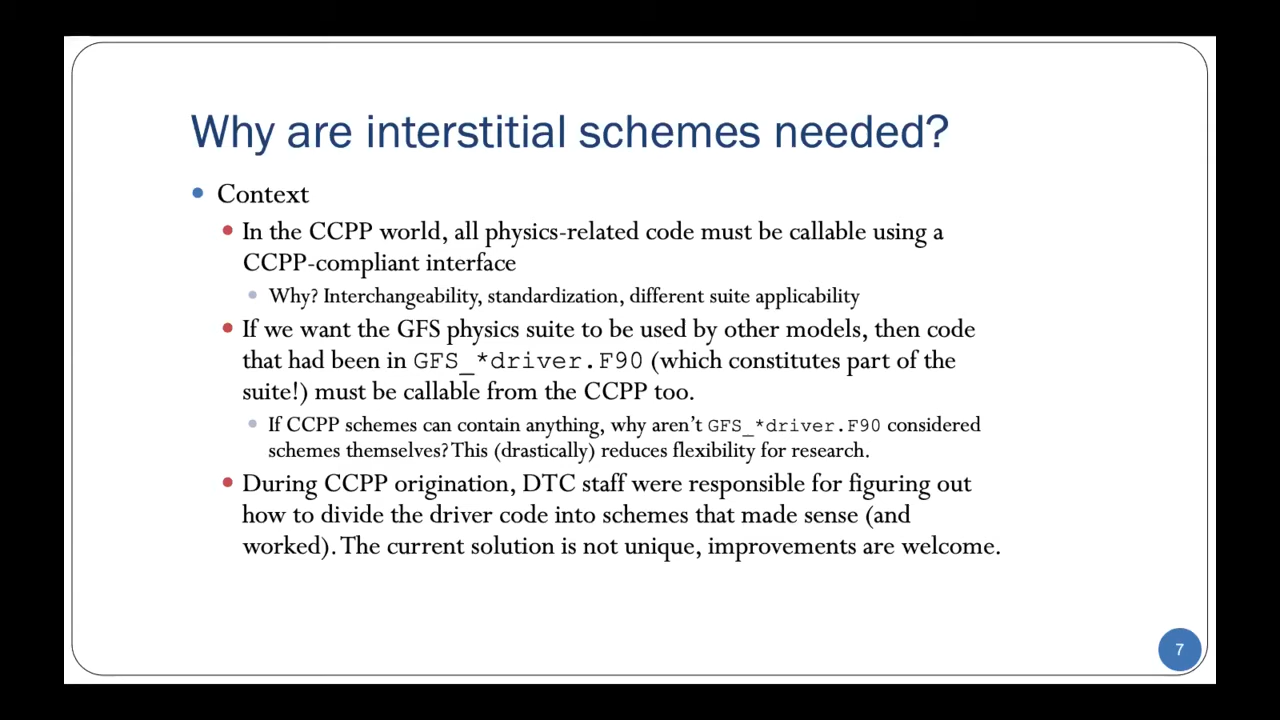 Why are interstitial schemes needed?
Context
In the CCPP world, all physics-related code must be callable using a
CCPP-compliant interface
Why? Interchangeability, standardization, different suite applicability
If we want the GFS physics suite to be used by other models, then code
that had been in GFS_*driver.F90 (which constitutes part of the
suite!) must be callable from the CCPP too.
If CCPP schemes can contain anything, why aren't GFS_*driver.F90 considered
schemes themselves? This (drastically) reduces flexibility for research.
During CCPP origination, DTC staff were responsible for figuring out
how to divide the driver code into schemes that made sense (and
worked). The current solution is not unique, improvements are welcome.
7